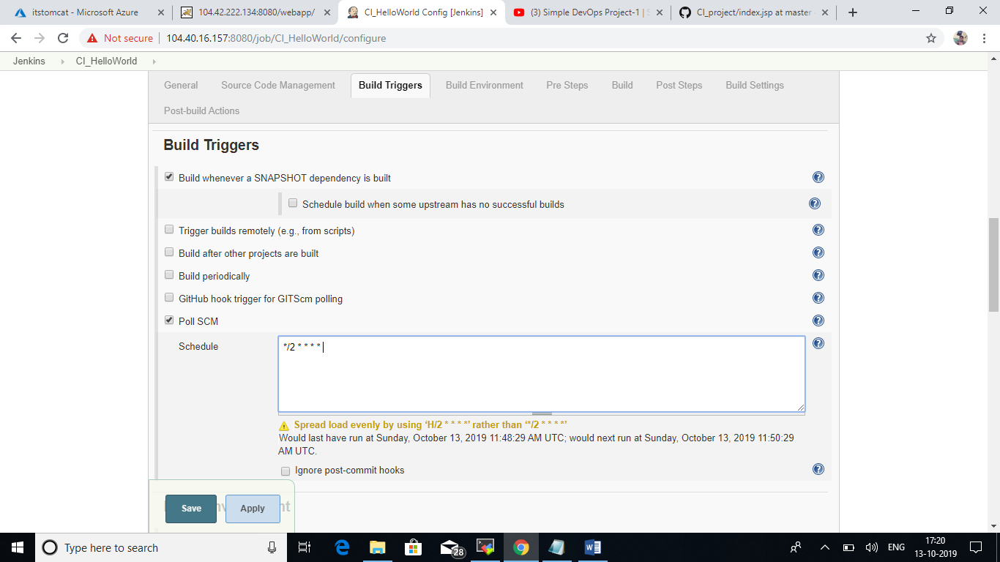 itstomcat - Microsoft Azure
104.42.222.134:8080/webapp/
CI_HelloWorld Config [Jenkins]
(3) Simple DevOps Project-1 | S
CI_project/index.jsp at master
Not secure 104.40.16.157:8080/job/CI_HelloWorld/configure
Jenkins CI_HelloWorld
General Source Code Management Build Triggers Build Environment Pre Steps Build Post Steps Build Settings
Post-build Actions
Build Triggers
Build whenever a SNAPSHOT dependency is built
Schedule build when some upstream has no successful builds
Trigger builds remotely (e.g., from scripts)
Build after other projects are built
Build periodically
GitHub hook trigger for GITScm polling
Poll SCM
Schedule
*/2 * * * *
Spread load evenly by using ‘H/2 * * * *’ rather than ‘*/2 * * * *’
Would last have run at Sunday, October 13, 2019 11:48:29 AM UTC; would next run at Sunday, October 13, 2019 11:50:29
AM UTC.
Ignore post-commit hooks
Save Apply
Type here to search
28
ENG
17:20
13-10-2019